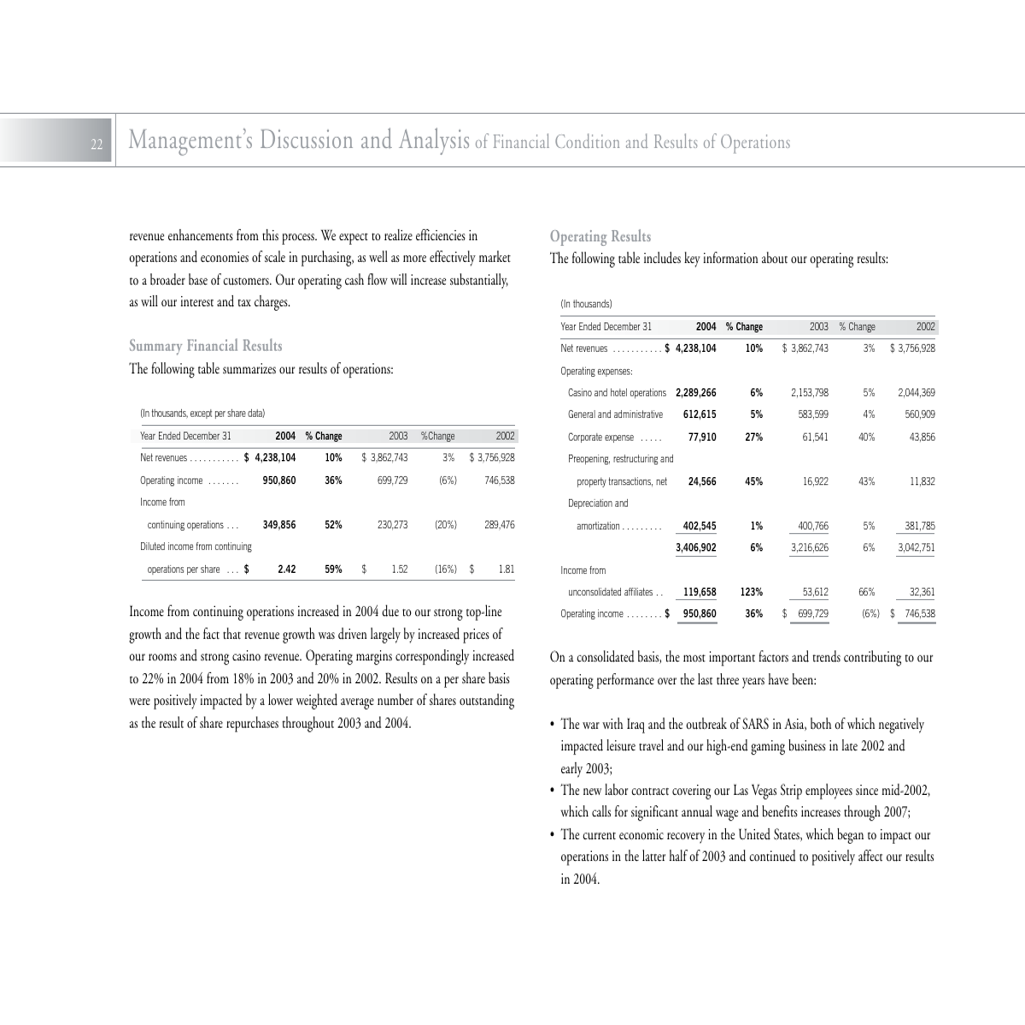 22
Management's Discussion and Analysis of Financial Condition and Results of Operations
revenue enhancements from this process. We expect to realize efficiencies in
operations and economies of scale in purchasing, as well as more effectively market
to a broader base of customers. Our operating cash flow will increase substantially,
as will our interest and tax charges.
Summary Financial Results
The following table summarizes our results of operations:
(In thousands, except per share data)
Year Ended December 31 2004 % Change 2003 %Change 2002
Net revenues . . . . . . . . . . . $ 4,238,104 10% $ 3,862,743 3% $ 3,756,928
Operating income . . . . . . . 950,860 36% 699,729 (6%) 746,538
Income from
continuing operations . . . 349,856 52% 230,273 (20%) 289,476
Diluted income from continuing
operations per share . . . $ 2.42 59% $ 1.52 (16%) $ 1.81
Income from continuing operations increased in 2004 due to our strong top-line
growth and the fact that revenue growth was driven largely by increased prices of
our rooms and strong casino revenue. Operating margins correspondingly increased
to 22% in 2004 from 18% in 2003 and 20% in 2002. Results on a per share basis
were positively impacted by a lower weighted average number of shares outstanding
as the result of share repurchases throughout 2003 and 2004.
Operating Results
The following table includes key information about our operating results:
(In thousands)
Year Ended December 31 2004 % Change 2003 % Change 2002
Net revenues . . . . . . . . . . . $ 4,238,104 10% $ 3,862,743 3% $ 3,756,928
Operating expenses:
Casino and hotel operations 2,289,266 6% 2,153,798 5% 2,044,369
General and administrative 612,615 5% 583,599 4% 560,909
Corporate expense . . . . . 77,910 27% 61,541 40% 43,856
Preopening, restructuring and
property transactions, net 24,566 45% 16,922 43% 11,832
Depreciation and
amortization . . . . . . . . . 402,545 1% 400,766 5% 381,785
3,406,902 6% 3,216,626 6% 3,042,751
Income from
unconsolidated affiliates . . 119,658 123% 53,612 66% 32,361
Operating income . . . . . . . . $ 950,860 36% $ 699,729 (6%) $ 746,538
On a consolidated basis, the most important factors and trends contributing to our
operating performance over the last three years have been:
• The war with Iraq and the outbreak of SARS in Asia, both of which negatively
impacted leisure travel and our high-end gaming business in late 2002 and
early 2003;
• The new labor contract covering our Las Vegas Strip employees since mid-2002,
which calls for significant annual wage and benefits increases through 2007;
• The current economic recovery in the United States, which began to impact our
operations in the latter half of 2003 and continued to positively affect our results
in 2004.